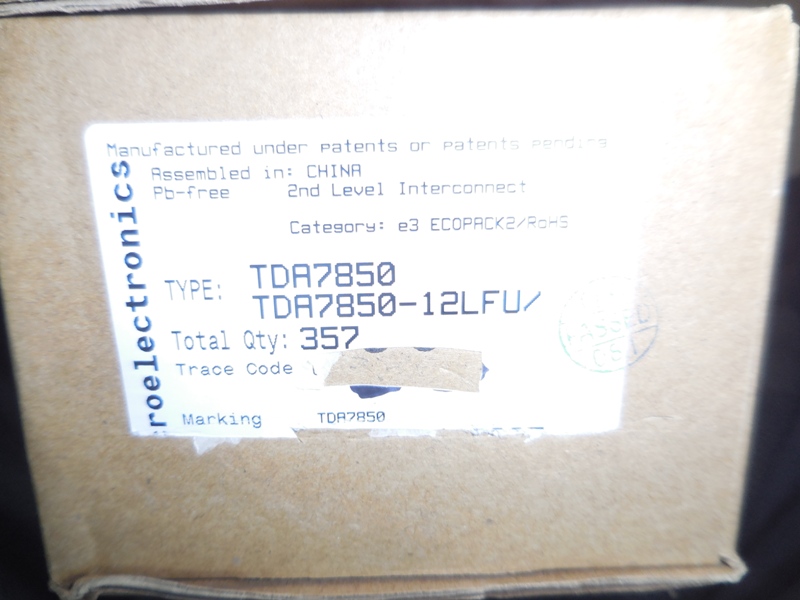 Manufactured under patents or patents pending
Assembled in: CHINA
Pb-free 2nd Level Interconnect
Category: e3 ECOPACK2/RoHS
TYPE: TDA7850
TDA7850-12LFU/
Total Qty: 357
Trace Code
Marking TDA7850
roelectronics
PASSED